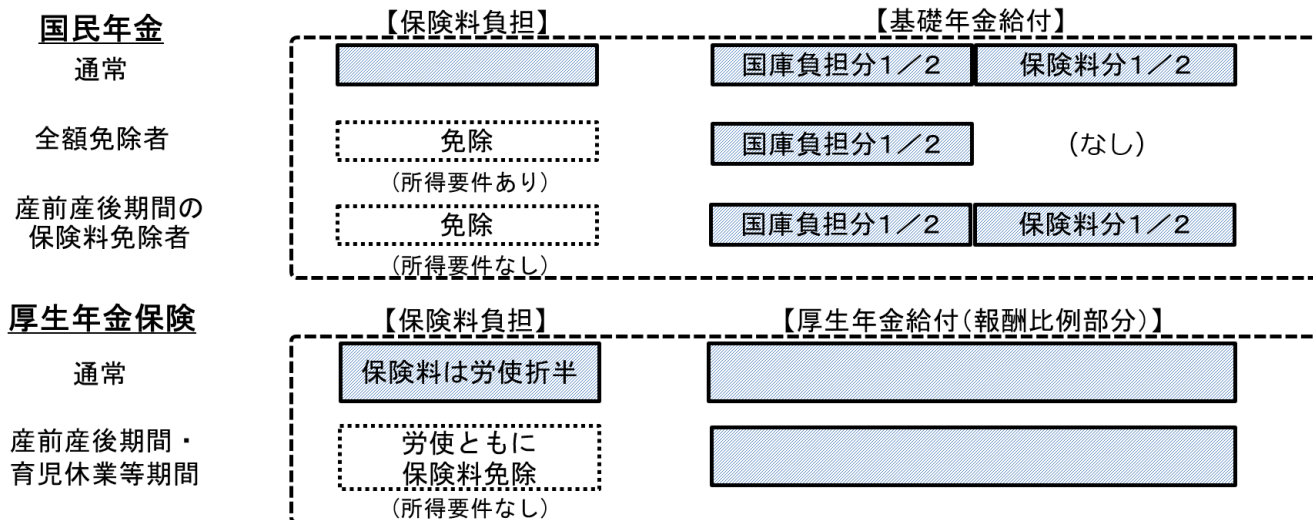 国民年金
【保険料負担】
【基礎年金給付】
通常
国庫負担分1／2
保険料分1／2
全額免除者
免除
(所得要件あり)
国庫負担分1／2
(なし)
産前産後期間の
保険料免除者
免除
(所得要件なし)
国庫負担分1／2
保険料分1／2
厚生年金保険
【保険料負担】
【厚生年金給付(報酬比例部分)】
通常
保険料は労使折半
産前産後期間・
育児休業等期間
労使ともに
保険料免除
(所得要件なし)